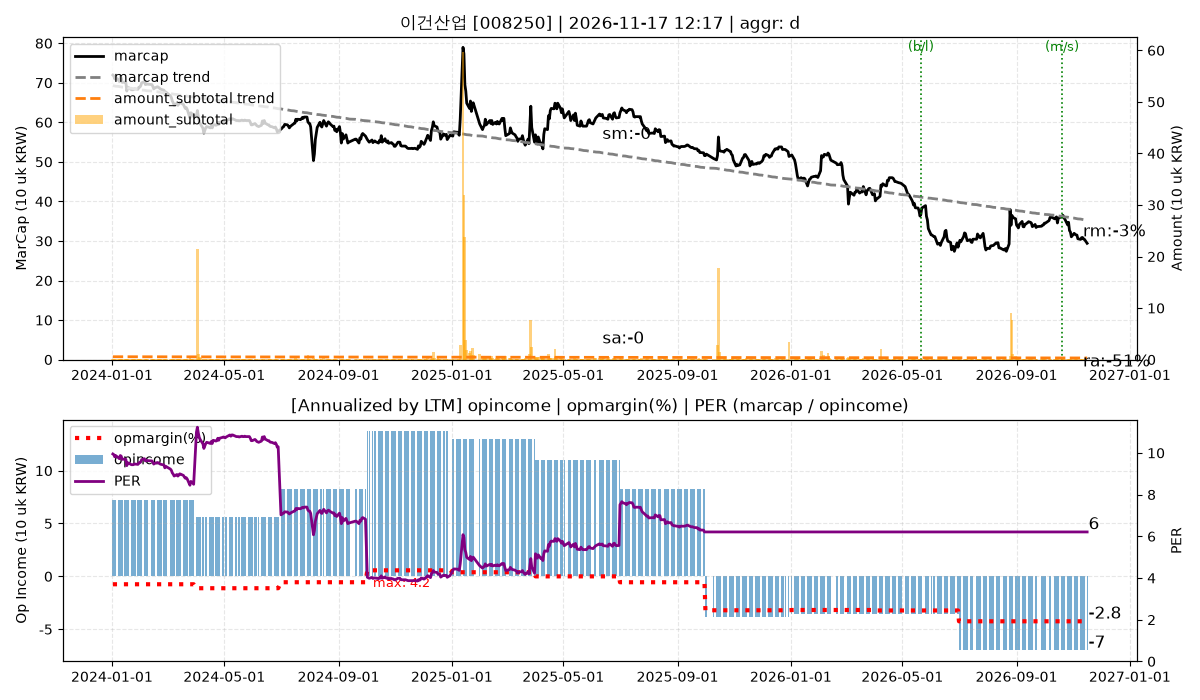 이건산업 [008250] | 2026-11-17 12:17 | aggr: d
MarCap (10 uk KRW)
80
70
60
50
40
30
20
10
0
marcap
marcap trend
amount_subtotal trend
amount_subtotal
(b/l)
(m/s)
sm:-0
rm:-3%
sa:-0
ra:-51%
60
50
40
30
20
10
0
Amount (10 uk KRW)
2024-01-01
2024-05-01
2024-09-01
2025-01-01
2025-05-01
2025-09-01
2026-01-01
2026-05-01
2026-09-01
2027-01-01
[Annualized by LTM] opincome | opmargin(%) | PER (marcap / opincome)
Op Income (10 uk KRW)
10
5
0
-5
opmargin(%)
opincome
PER
max: 4.2
6
-2.8
-7
10
8
6
4
2
0
PER
2024-01-01
2024-05-01
2024-09-01
2025-01-01
2025-05-01
2025-09-01
2026-01-01
2026-05-01
2026-09-01
2027-01-01